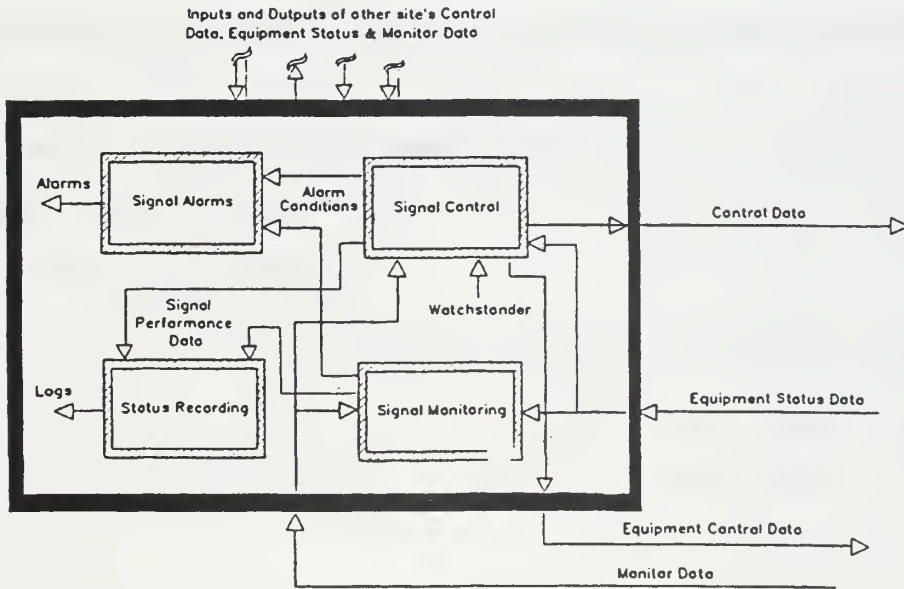 Inputs and Outputs of other site's Control
Data, Equipment Status & Monitor Data
Alarms
Signal Alarms
Alarm
Conditions
Signal Control
Control Data
Signal
Performance
Data
Watchstander
Logs
Status Recording
Signal Monitoring
Equipment Status Data
Equipment Control Data
Monitor Data